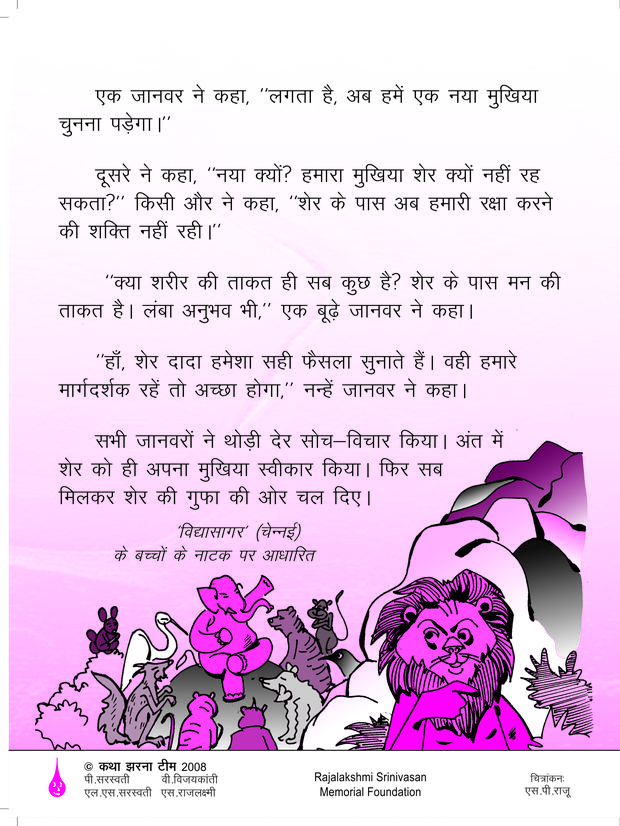 एक जानवर ने कहा, ‘‘लगता है, अब हमें एक नया मुखिया
चुनना पड़ेगा।’’
दूसरे ने कहा, ‘‘नया क्यों? हमारा मुखिया शेर क्यों नहीं रह
सकता?’’ किसी और ने कहा, ‘‘शेर के पास अब हमारी रक्षा करने
की शक्ति नहीं रही।’’
‘‘क्या शरीर की ताकत ही सब कुछ है? शेर के पास मन की
ताकत है। लंबा अनुभव भी,’’ एक बूढ़े जानवर ने कहा।
‘‘हाँ, शेर दादा हमेशा सही फैसला सुनाते हैं। वही हमारे
मार्गदर्शक रहें तो अच्छा होगा,’’ नन्हें जानवर ने कहा।
सभी जानवरों ने थोड़ी देर सोच–विचार किया। अंत में
शेर को ही अपना मुखिया स्वीकार किया। फिर सब
मिलकर शेर की गुफा की ओर चल दिए।
‘विद्यासागर’ (चेन्नई)
के बच्चों के नाटक पर आधारित
© कथा झरना टीम 2008
पी.सरस्वती वी.विजयकांती
एल.एस.सरस्वती एस.राजलक्ष्मी
Rajalakshmi Srinivasan
Memorial Foundation
चित्रांकनः
एस.पी.राजू